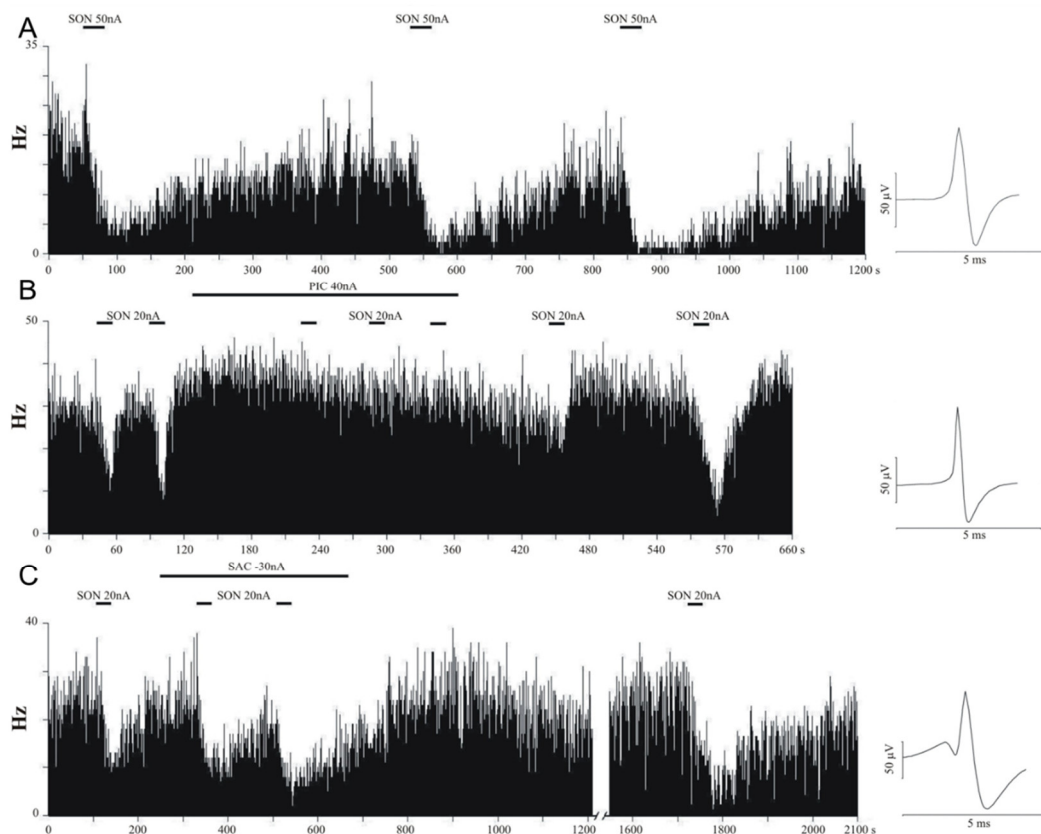 A
SON 50nA SON 50nA SON 50nA
35
Hz
0
0 100 200 300 400 500 600 700 800 900 1000 1100 1200 s
50 µV
5 ms
B
PIC 40nA
SON 20nA SON 20nA SON 20nA SON 20nA
50
Hz
0
0 60 120 180 240 300 360 420 480 540 570 660 s
50 µV
5 ms
C
SAC -30nA
SON 20nA SON 20nA SON 20nA
40
Hz
0
0 200 400 600 800 1000 1200 1600 1700 1800 1900 2000 2100 s
50 µV
5 ms